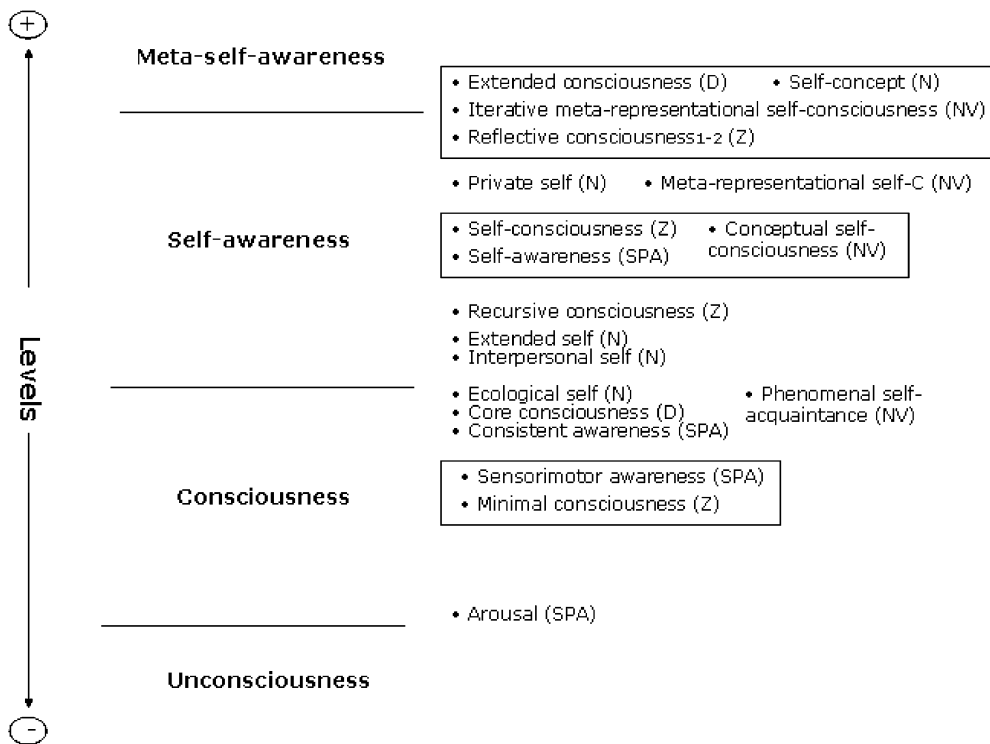 +
Meta-self-awareness
• Extended consciousness (D) • Self-concept (N)
• Iterative meta-representational self-consciousness (NV)
• Reflective consciousness1-2 (Z)
• Private self (N) • Meta-representational self-C (NV)
Self-awareness
• Self-consciousness (Z) • Conceptual self-
consciousness (NV)
• Self-awareness (SPA)
• Recursive consciousness (Z)
• Extended self (N)
• Interpersonal self (N)
Levels
• Ecological self (N) • Phenomenal self-
• Core consciousness (D) acquaintance (NV)
• Consistent awareness (SPA)
Consciousness
• Sensorimotor awareness (SPA)
• Minimal consciousness (Z)
• Arousal (SPA)
Unconsciousness
-